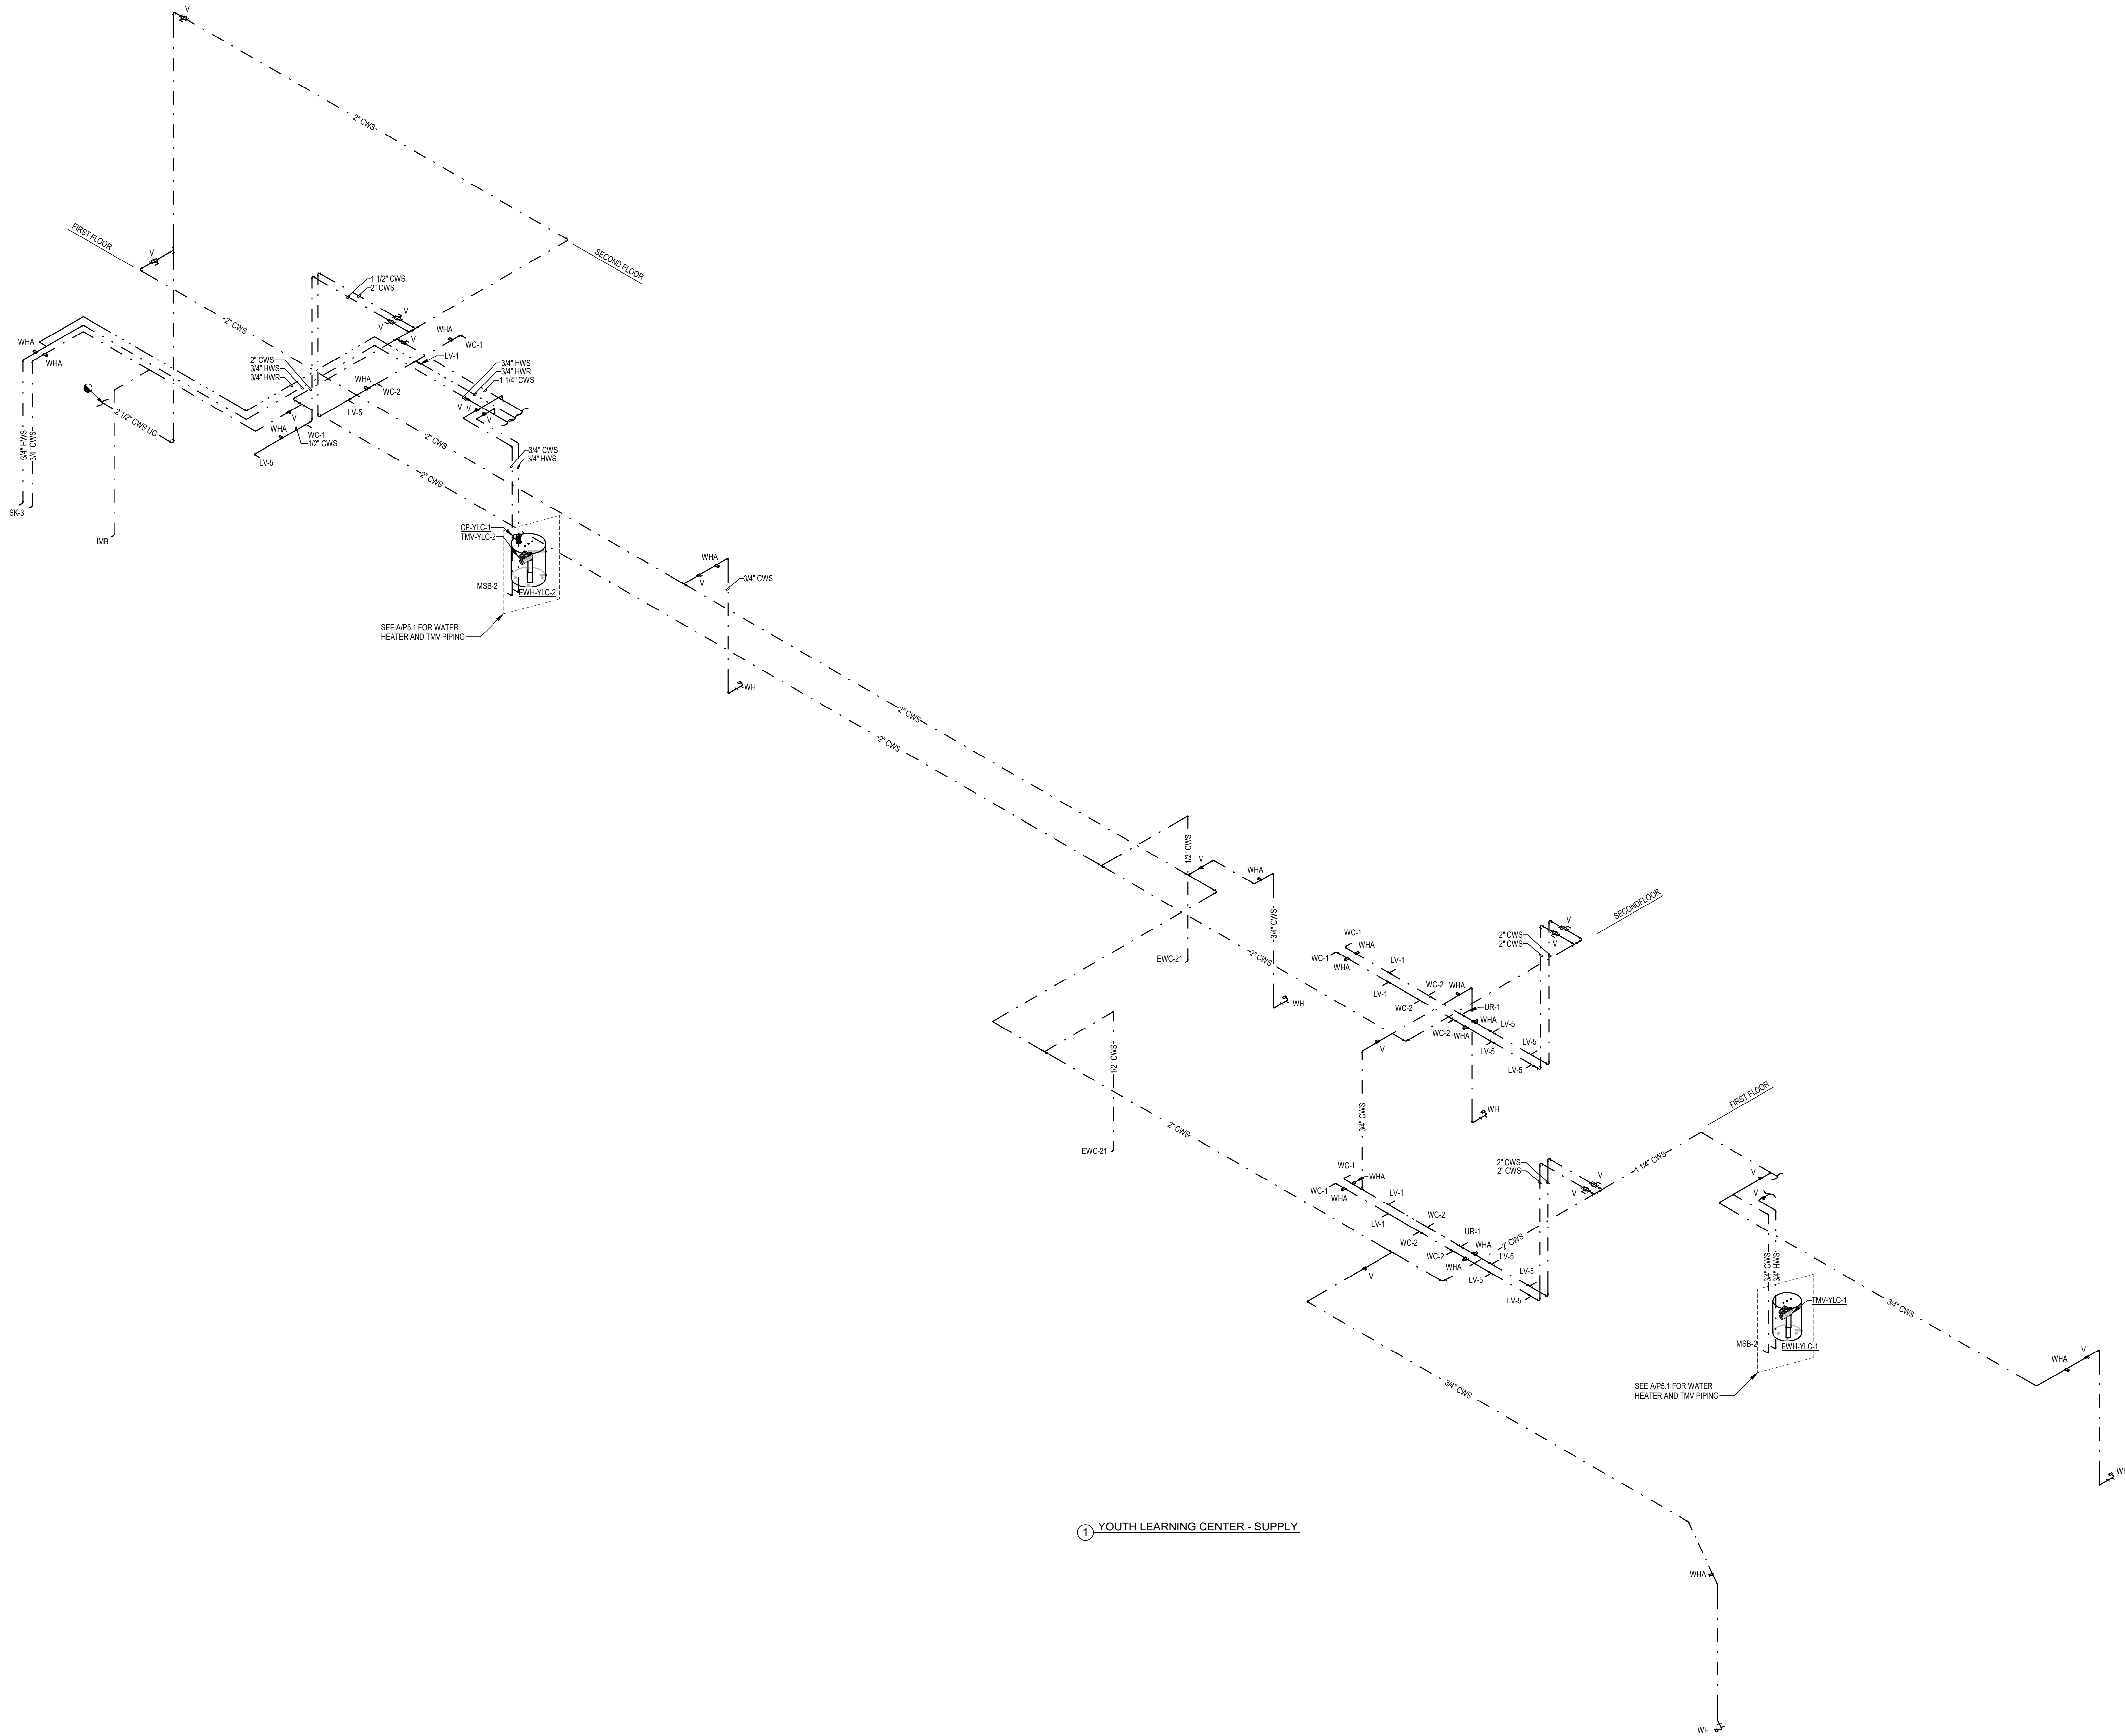 V
2" CWS
FIRST FLOOR
V
SECOND FLOOR
1 1/2" CWS
2" CWS
V
V
2" CWS
WHA
V
WC-1
WHA
WHA
LV-1
2" CWS
3/4" HWS
3/4" HWR
3/4" HWS
3/4" HWR
1 1/4" CWS
WHA
WC-2
V
V
V
LV-5
V
2 1/2" CWS UG
WHA
WC-1
1/2" CWS
2" CWS
LV-5
3/4" HWS
3/4" CWS
3/4" CWS
3/4" HWS
2" CWS
SK-3
CP-YLC-1
TMV-YLC-2
IMB
WHA
V
3/4" CWS
MSB-2
EWH-YLC-2
SEE A/P5.1 FOR WATER
HEATER AND TMV PIPING
WH
2" CWS
2" CWS
1/2" CWS
V
WHA
SECONDFLOOR
3/4" CWS
V
WC-1
WHA
2" CWS
2" CWS
V
EWC-21
2" CWS
WC-1
WHA
LV-1
WC-2
WHA
LV-1
WH
WC-2
UR-1
WHA
LV-5
WC-2
WHA
LV-5
V
LV-5
LV-5
1/2" CWS
FIRST FLOOR
3/4" CWS
WH
2" CWS
EWC-21
2" CWS
2" CWS
1 1/4" CWS
WC-1
WHA
V
V
V
WC-1
WHA
LV-1
V
LV-1
WC-2
UR-1
WC-2
WHA
2" CWS
WC-2
LV-5
WHA
V
LV-5
LV-5
LV-5
3/4" CWS
3/4" HWS
TMV-YLC-1
3/4" CWS
MSB-2
EWH-YLC-1
V
WHA
SEE A/P5.1 FOR WATER
HEATER AND TMV PIPING
3/4" CWS
WH
1 YOUTH LEARNING CENTER - SUPPLY
WHA
WH